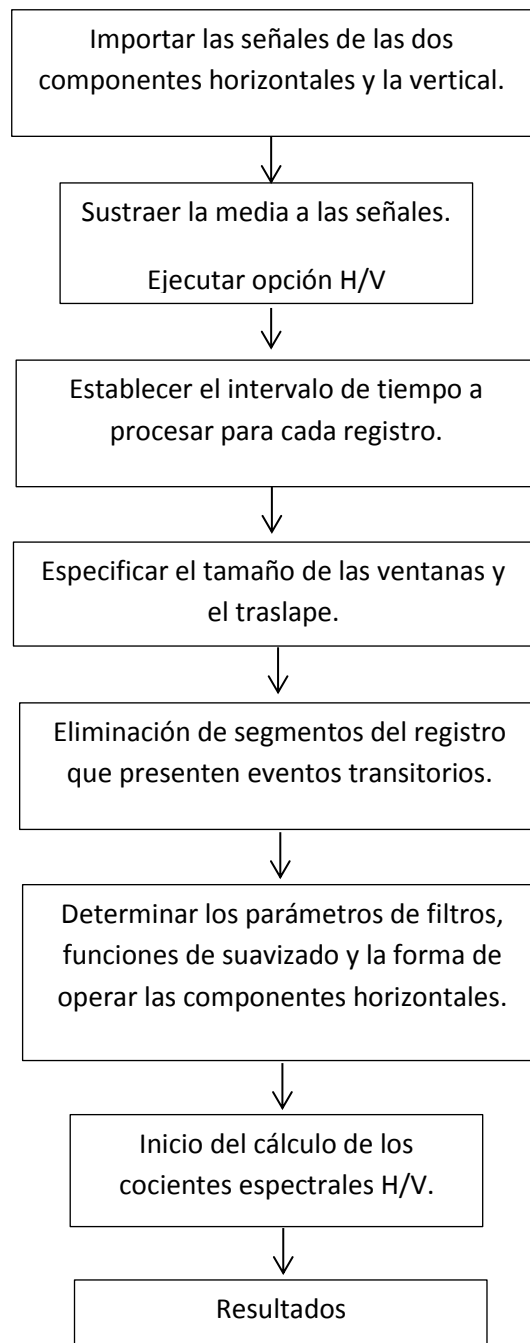 Importar las señales de las dos
componentes horizontales y la vertical.
Sustraer la media a las señales.
Ejecutar opción H/V
Establecer el intervalo de tiempo a
procesar para cada registro.
Especificar el tamaño de las ventanas y
el traslape.
Eliminación de segmentos del registro
que presenten eventos transitorios.
Determinar los parámetros de filtros,
funciones de suavizado y la forma de
operar las componentes horizontales.
Inicio del cálculo de los
cocientes espectrales H/V.
Resultados